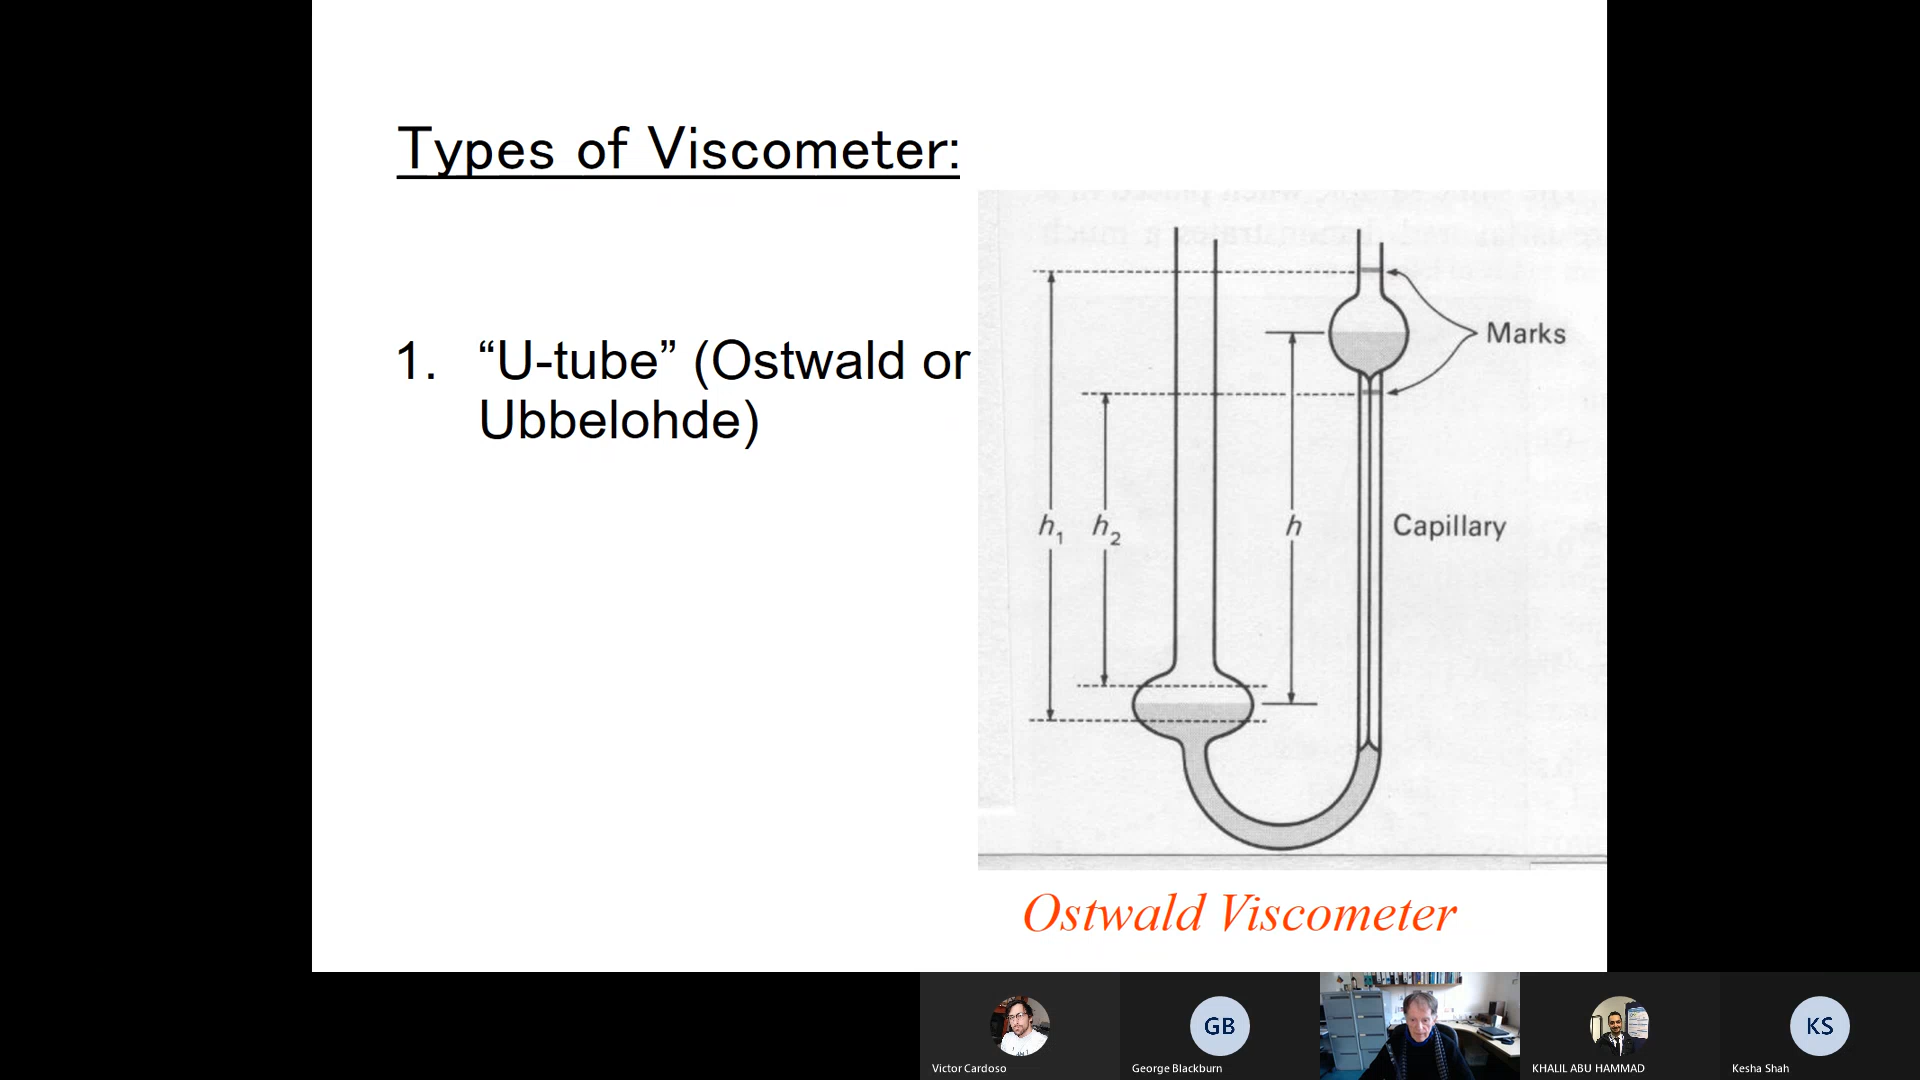 Types of Viscometer:
1. “U-tube” (Ostwald or
Ubbelohde)
Marks
h1 h2 h Capillary
Ostwald Viscometer
GB
KS
Victor Cardoso
George Blackburn
KHALIL ABU HAMMAD
Kesha Shah